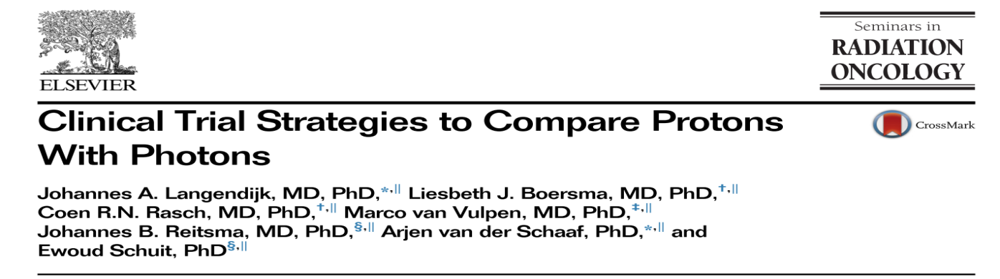 ELSEVIER
Seminars in
RADIATION
ONCOLOGY
Clinical Trial Strategies to Compare Protons
With Photons
CrossMark
Johannes A. Langendijk, MD, PhD,*,|| Liesbeth J. Boersma, MD, PhD,†,||
Coen R.N. Rasch, MD, PhD,†,|| Marco van Vulpen, MD, PhD,‡,||
Johannes B. Reitsma, MD, PhD,§,|| Arjen van der Schaaf, PhD,*,|| and
Ewoud Schuit, PhD§,||